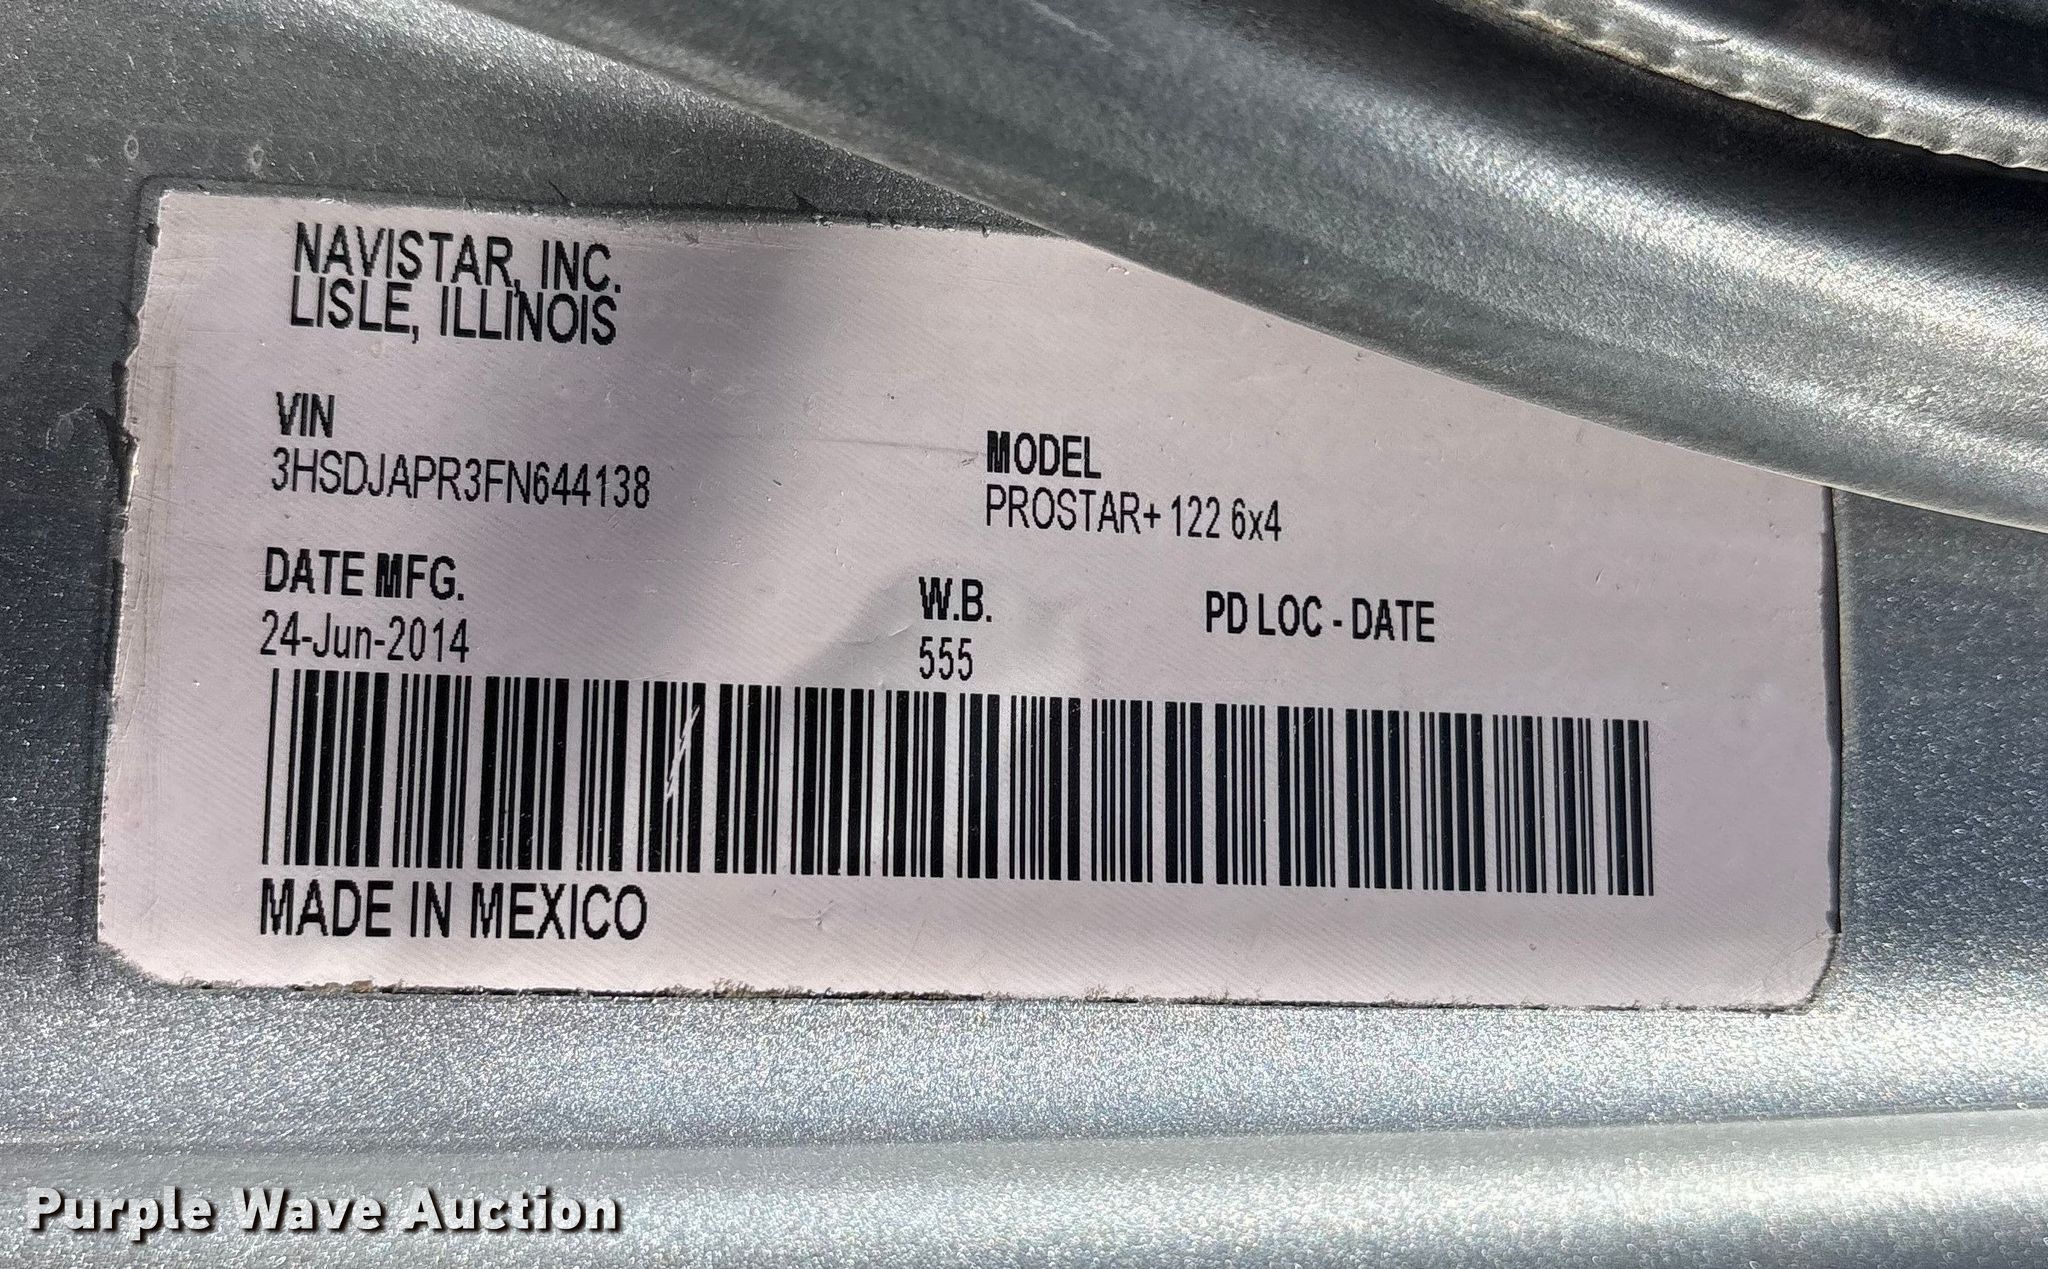 NAVISTAR, INC.
LISLE, ILLINOIS
VIN
3HSDJAPR3FN644138
MODEL
PROSTAR+ 122 6x4
DATE MFG.
24-Jun-2014
W.B.
555
PD LOC - DATE
MADE IN MEXICO
Purple Wave Auction